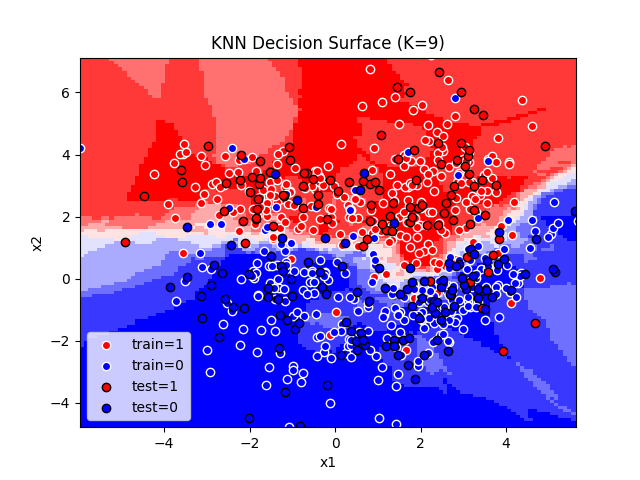 KNN Decision Surface (K=9)
6
4
2
0
−2
−4
x2
train=1
train=0
test=1
test=0
−4
−2
0
2
4
x1